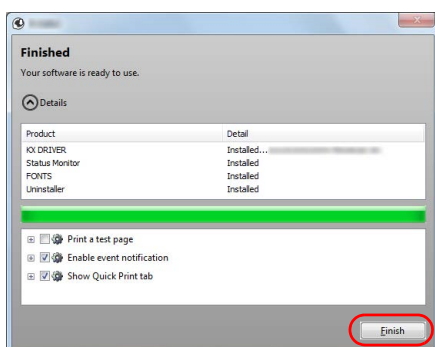 Finished
Your software is ready to use.
Details
Product Detail
KX DRIVER Installed...
Status Monitor Installed
FONTS Installed
Uninstaller Installed
Print a test page
Enable event notification
Show Quick Print tab
Finish